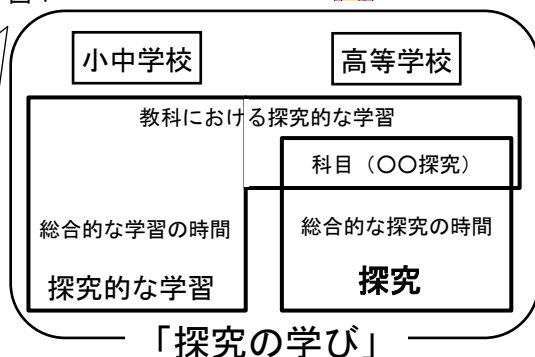 小中学校
高等学校
教科における探究的な学習
科目（〇〇探究）
総合的な学習の時間
総合的な探究の時間
探究的な学習
探究
「探究の学び」